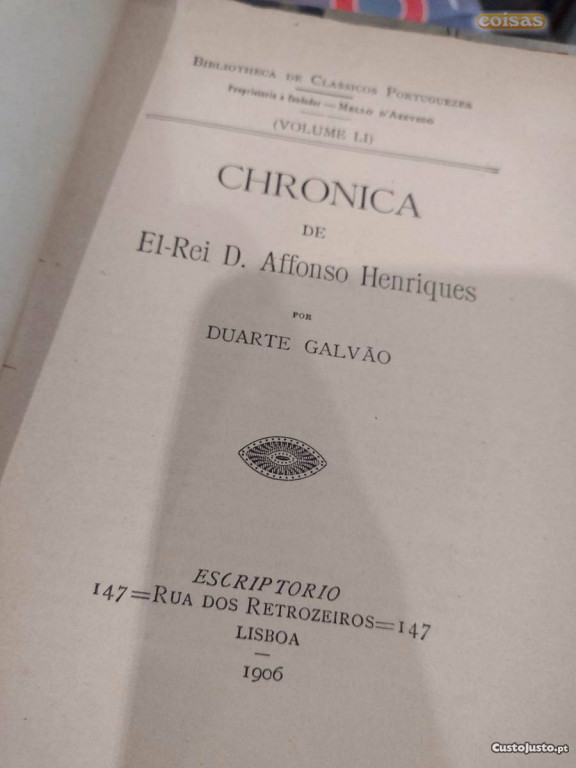 coisas
BIBLIOTHECA DE CLASSICOS PORTUGUEZES
Proprietario e fundador — MELLO D'AZEVEDO
(VOLUME LI)
CHRONICA
DE
El-Rei D. Affonso Henriques
POR
DUARTE GALVÃO
ESCRIPTORIO
147=RUA DOS RETROZEIROS=147
LISBOA
1906
CustoJusto.pt